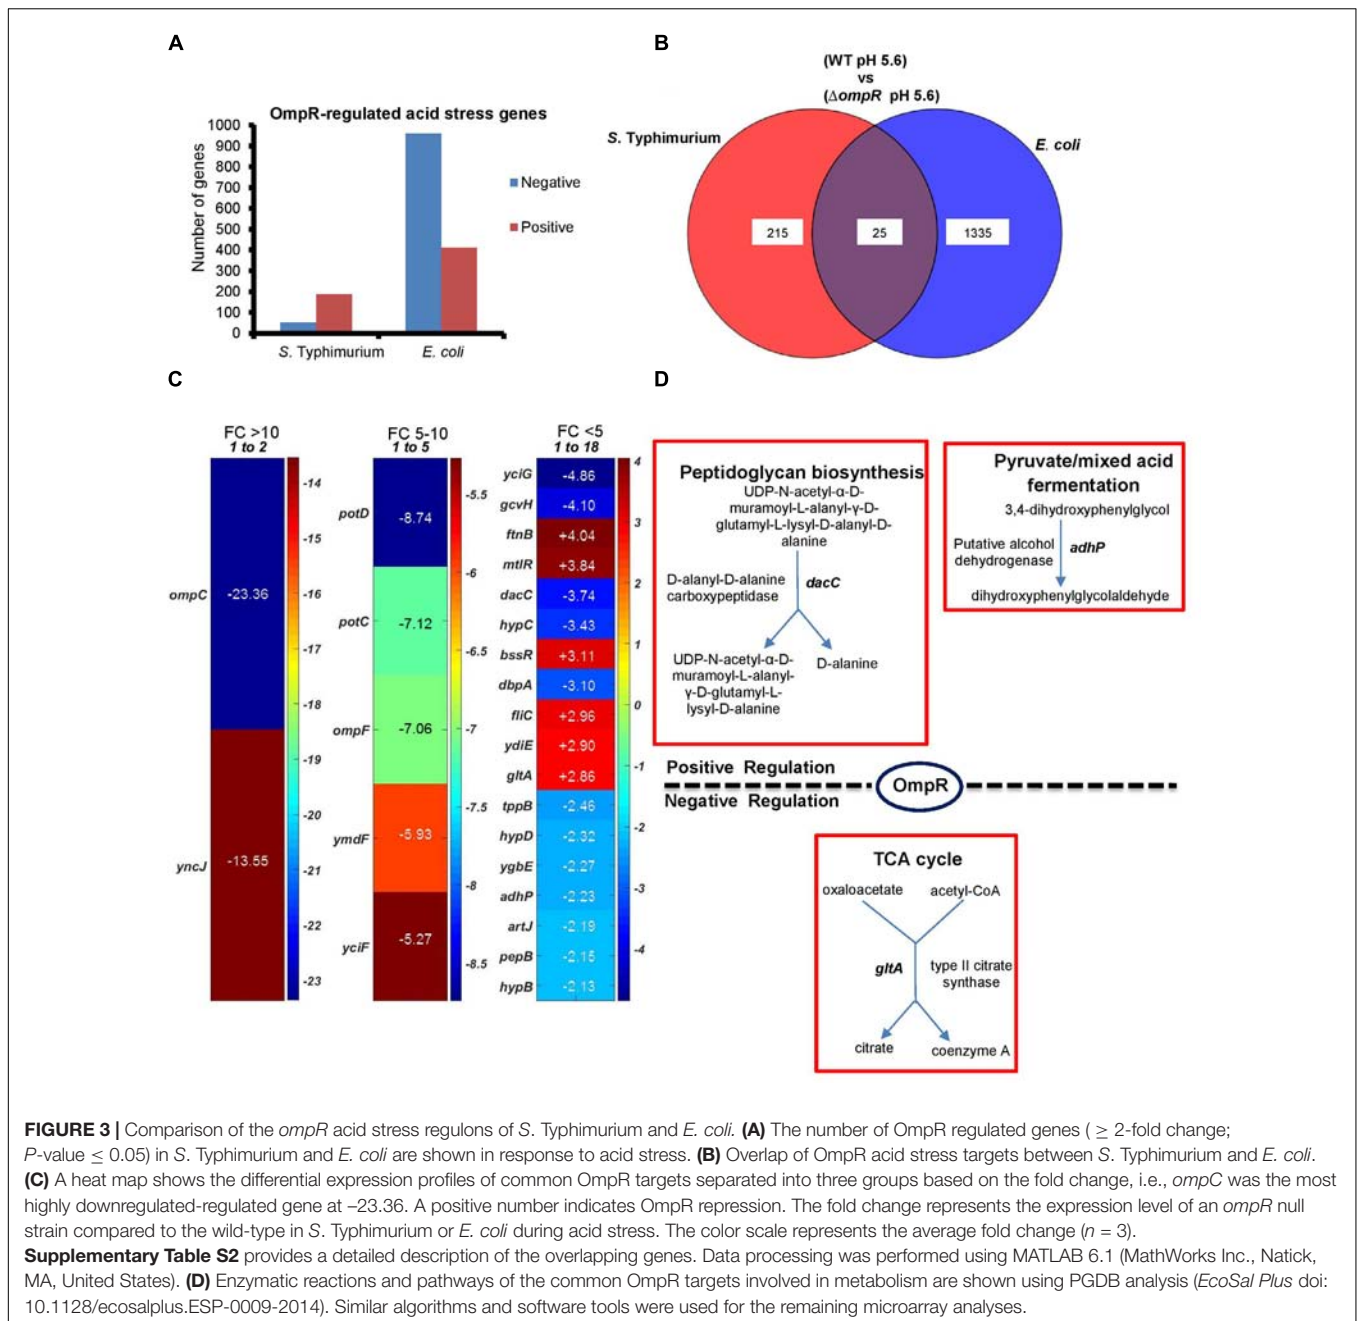 A
OmpR-regulated acid stress genes
1000
900
800
700
600
500
400
300
200
100
0
Number of genes
S. Typhimurium
E. coli
Negative
Positive
B
(WT pH 5.6)
vs
(ΔompR pH 5.6)
S. Typhimurium
E. coli
215
25
1335
C
FC >10
1 to 2
ompC
-23.36
yncJ
-13.55
-14
-15
-16
-17
-18
-19
-20
-21
-22
-23
FC 5-10
1 to 5
potD
-8.74
potC
-7.12
ompF
-7.06
ymdF
-5.93
yciF
-5.27
-5.5
-6
-6.5
-7
-7.5
-8
-8.5
FC <5
1 to 18
yciG -4.86
gcvH -4.10
ftnB +4.04
mtlR +3.84
dacC -3.74
hypC -3.43
bssR +3.11
dbpA -3.10
fliC +2.96
ydiE +2.90
gltA +2.86
tppB -2.46
hypD -2.32
ygbE -2.27
adhP -2.23
artJ -2.19
pepB -2.15
hypB -2.13
4
3
2
1
0
-1
-2
-3
-4
D
Peptidoglycan biosynthesis
UDP-N-acetyl-α-D-
muramoyl-L-alanyl-γ-D-
glutamyl-L-lysyl-D-alanyl-D-
alanine
D-alanyl-D-alanine
carboxypeptidase
dacC
UDP-N-acetyl-α-D-
muramoyl-L-alanyl-
γ-D-glutamyl-L-
lysyl-D-alanine
D-alanine
Pyruvate/mixed acid
fermentation
3,4-dihydroxyphenylglycol
Putative alcohol
dehydrogenase
adhP
dihydroxyphenylglycolaldehyde
Positive Regulation
OmpR
Negative Regulation
TCA cycle
oxaloacetate
acetyl-CoA
gltA
type II citrate
synthase
citrate
coenzyme A
FIGURE 3 | Comparison of the ompR acid stress regulons of S. Typhimurium and E. coli. (A) The number of OmpR regulated genes ( ≥ 2-fold change;
P-value ≤ 0.05) in S. Typhimurium and E. coli are shown in response to acid stress. (B) Overlap of OmpR acid stress targets between S. Typhimurium and E. coli.
(C) A heat map shows the differential expression profiles of common OmpR targets separated into three groups based on the fold change, i.e., ompC was the most
highly downregulated-regulated gene at –23.36. A positive number indicates OmpR repression. The fold change represents the expression level of an ompR null
strain compared to the wild-type in S. Typhimurium or E. coli during acid stress. The color scale represents the average fold change (n = 3).
Supplementary Table S2 provides a detailed description of the overlapping genes. Data processing was performed using MATLAB 6.1 (MathWorks Inc., Natick,
MA, United States). (D) Enzymatic reactions and pathways of the common OmpR targets involved in metabolism are shown using PGDB analysis (EcoSal Plus doi:
10.1128/ecosalplus.ESP-0009-2014). Similar algorithms and software tools were used for the remaining microarray analyses.